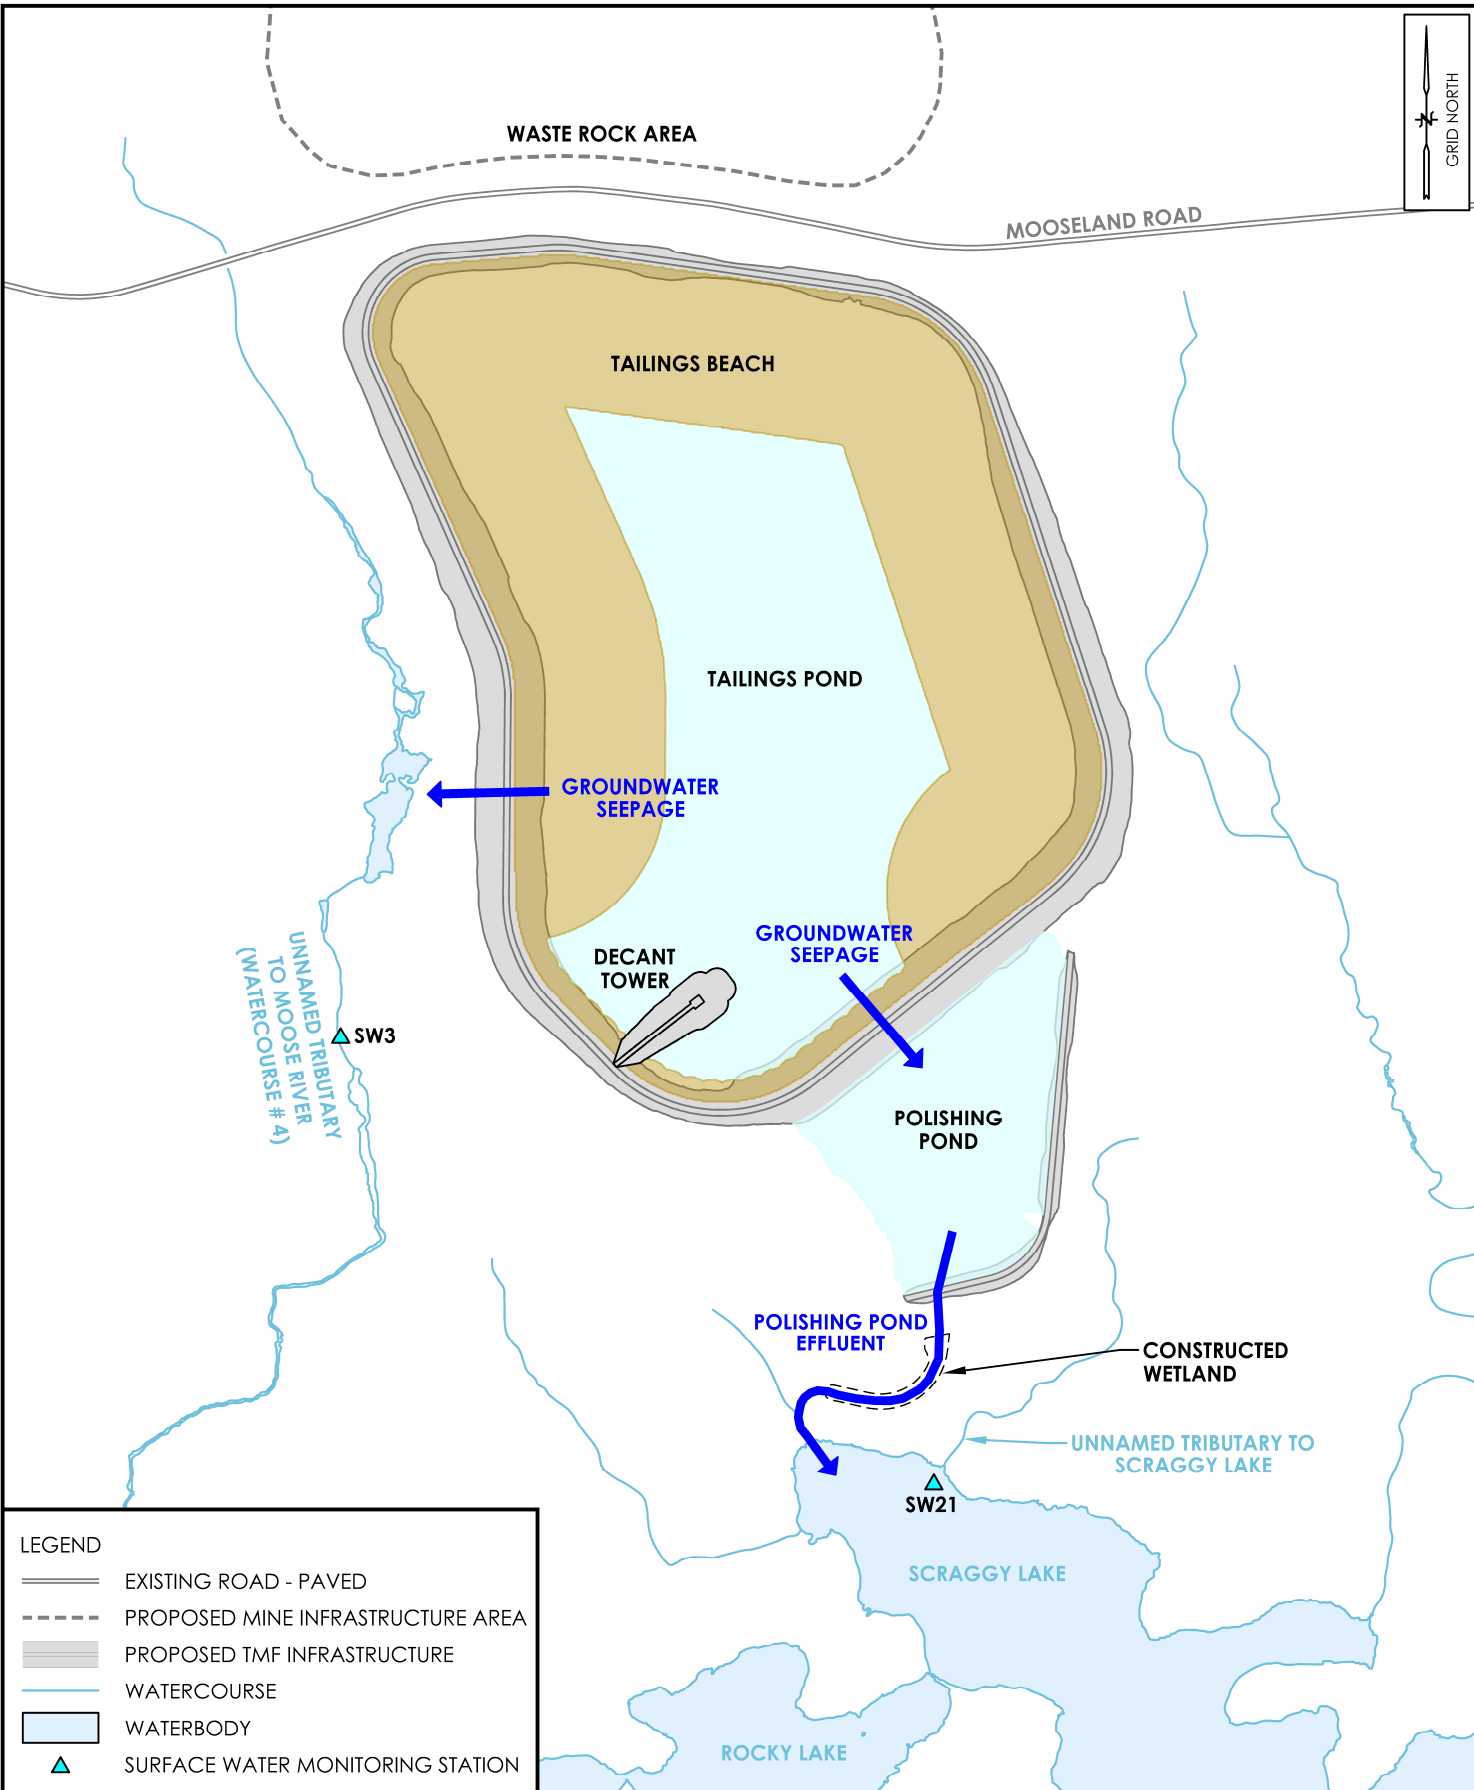 GRID NORTH
N
WASTE ROCK AREA
MOOSELAND ROAD
TAILINGS BEACH
TAILINGS POND
GROUNDWATER
SEEPAGE
GROUNDWATER
SEEPAGE
DECANT
TOWER
UNNAMED TRIBUTARY
TO MOOSE RIVER
(WATERCOURSE # 4)
SW3
POLISHING
POND
POLISHING POND
EFFLUENT
CONSTRUCTED
WETLAND
UNNAMED TRIBUTARY TO
SCRAGGY LAKE
SW21
SCRAGGY LAKE
ROCKY LAKE
LEGEND
EXISTING ROAD - PAVED
PROPOSED MINE INFRASTRUCTURE AREA
PROPOSED TMF INFRASTRUCTURE
WATERCOURSE
WATERBODY
SURFACE WATER MONITORING STATION